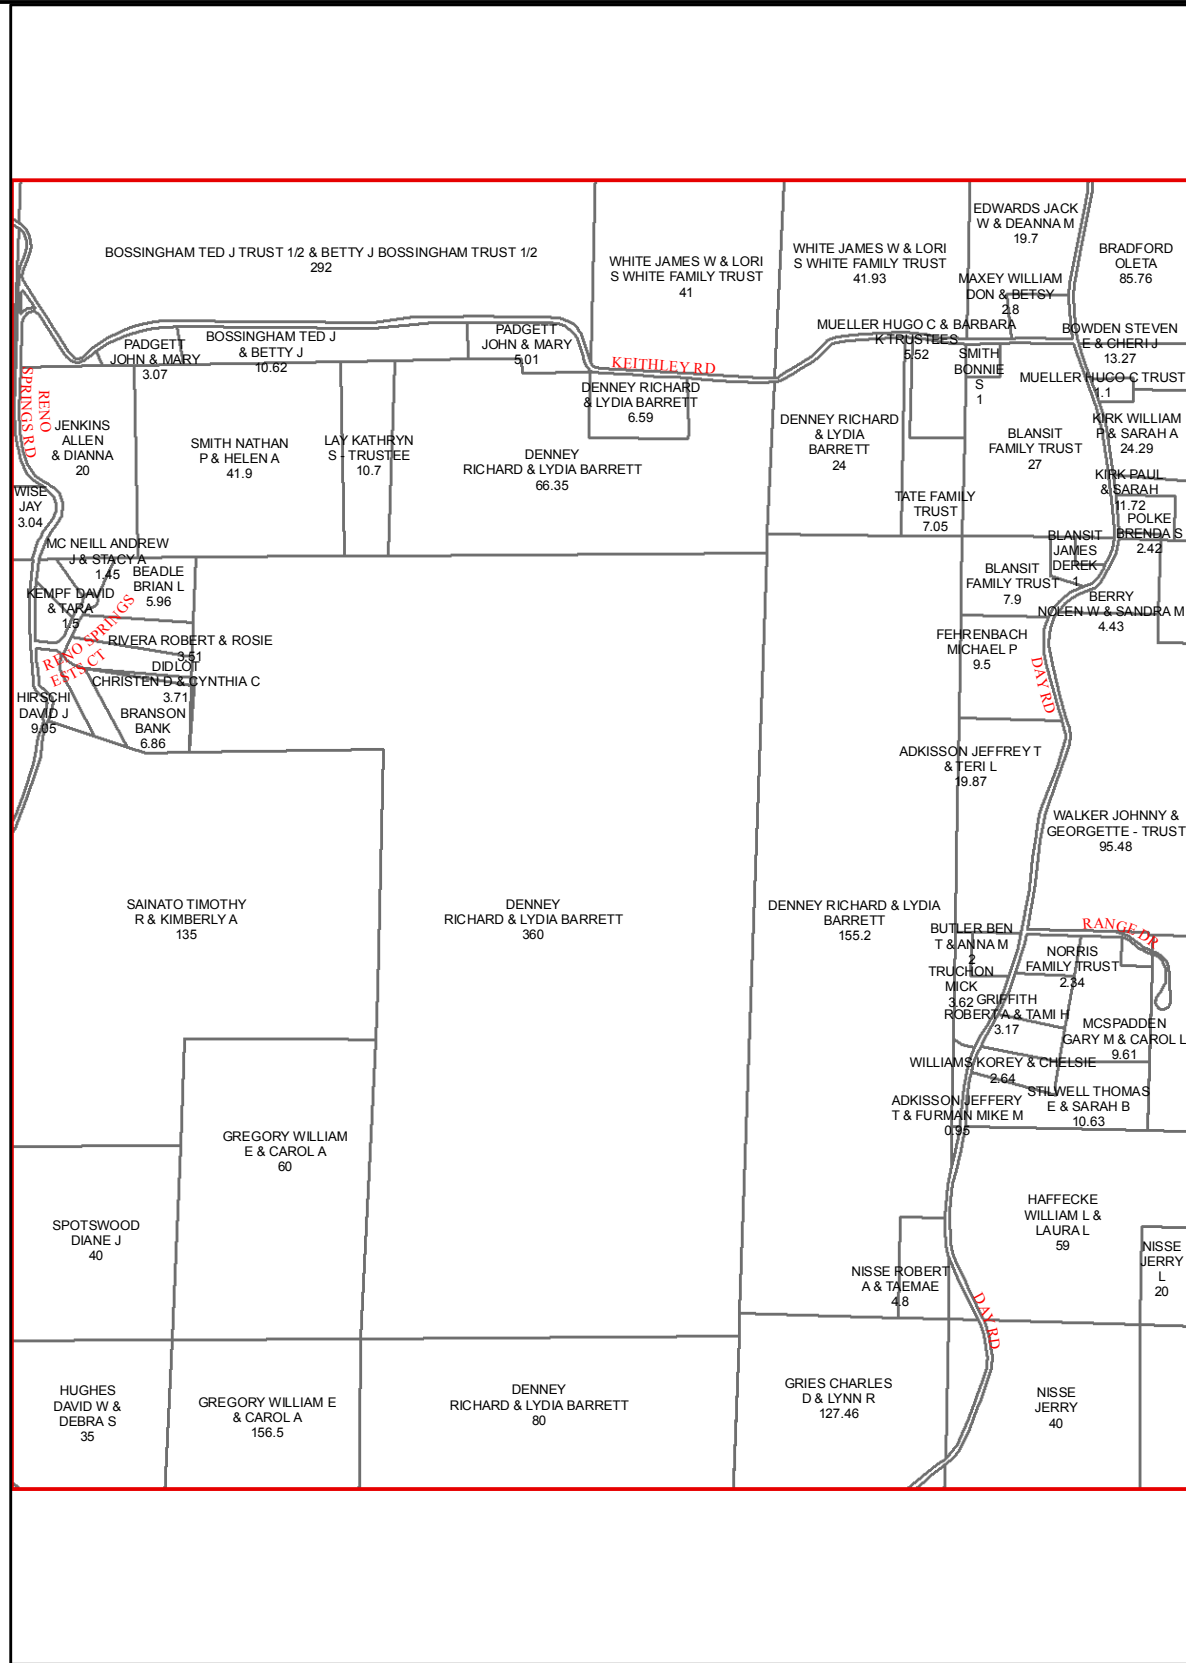 BOSSINGHAM TED J TRUST 1/2 & BETTY J BOSSINGHAM TRUST 1/2
292
WHITE JAMES W & LORI
S WHITE FAMILY TRUST
41
WHITE JAMES W & LORI
S WHITE FAMILY TRUST
41.93
EDWARDS JACK
W & DEANNA M
19.7
BRADFORD
OLETA
85.76
MAXEY WILLIAM
DON & BETSY
2.8
PADGETT
JOHN & MARY
3.07
BOSSINGHAM TED J
& BETTY J
10.62
PADGETT
JOHN & MARY
5.01
MUELLER HUGO C & BARBARA
K TRUSTEES
5.52
SMITH
BONNIE
S
1
BOWDEN STEVEN
E & CHERI J
13.27
KEITHLEY RD
MUELLER HUGO C TRUST
1.1
DENNEY RICHARD
& LYDIA BARRETT
6.59
RENO
SPRINGS RD
JENKINS
ALLEN
& DIANNA
20
SMITH NATHAN
P & HELEN A
41.9
LAY KATHRYN
S - TRUSTEE
10.7
DENNEY
RICHARD & LYDIA BARRETT
66.35
DENNEY RICHARD
& LYDIA
BARRETT
24
BLANSIT
FAMILY TRUST
27
KIRK WILLIAM
P & SARAH A
24.29
KIRK PAUL
& SARAH
11.72
WISE
JAY
3.04
TATE FAMILY
TRUST
7.05
POLKE
BRENDA S
2.42
MC NEILL ANDREW
J & STACY A
1.45
BEADLE
BRIAN L
5.96
BLANSIT
JAMES
DEREK
1
BLANSIT
FAMILY TRUST
7.9
KEMPF DAVID
& TARA
1.5
BERRY
NOLEN W & SANDRA M
4.43
RENO SPRINGS
ESTS CT
RIVERA ROBERT & ROSIE
3.51
FEHRENBACH
MICHAEL P
9.5
DAY RD
DIDLOT
CHRISTEN D & CYNTHIA C
3.71
HIRSCHI
DAVID J
9.05
BRANSON
BANK
6.86
ADKISSON JEFFREY T
& TERI L
19.87
WALKER JOHNNY &
GEORGETTE - TRUST
95.48
SAINATO TIMOTHY
R & KIMBERLY A
135
DENNEY
RICHARD & LYDIA BARRETT
360
DENNEY RICHARD & LYDIA
BARRETT
155.2
BUTLER BEN
T & ANNA M
2
RANGE DR
NORRIS
FAMILY TRUST
2.34
TRUCHON
MICK
3.62
GRIFFITH
ROBERT A & TAMI H
3.17
MCSPADDEN
GARY M & CAROL L
9.61
WILLIAMS KOREY & CHELSIE
2.64
ADKISSON JEFFERY
T & FURMAN MIKE M
0.95
STILWELL THOMAS
E & SARAH B
10.63
GREGORY WILLIAM
E & CAROL A
60
SPOTSWOOD
DIANE J
40
HAFFECKE
WILLIAM L &
LAURA L
59
NISSE
JERRY
L
20
NISSE ROBERT
A & TAEMAE
4.8
DAY RD
HUGHES
DAVID W &
DEBRA S
35
GREGORY WILLIAM E
& CAROL A
156.5
DENNEY
RICHARD & LYDIA BARRETT
80
GRIES CHARLES
D & LYNN R
127.46
NISSE
JERRY
40